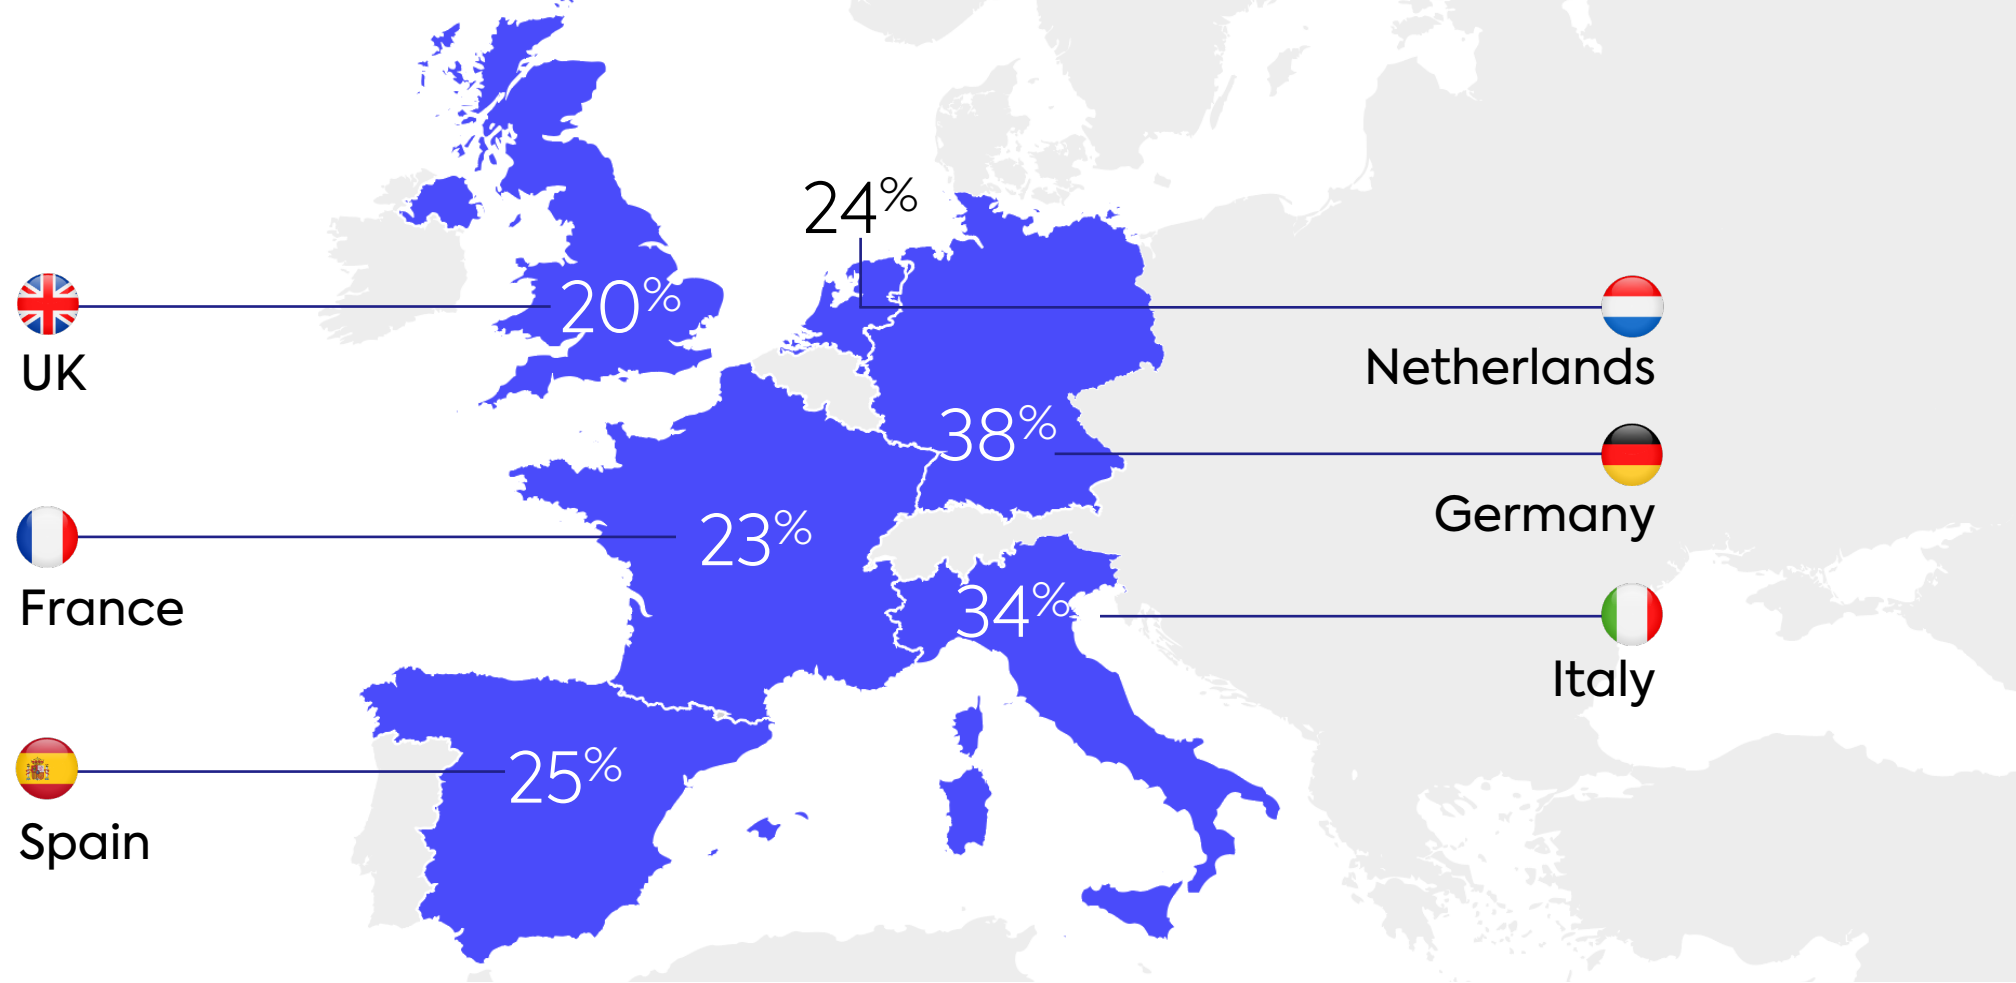 24%
20%
UK
Netherlands
38%
Germany
23%
France
34%
Italy
25%
Spain